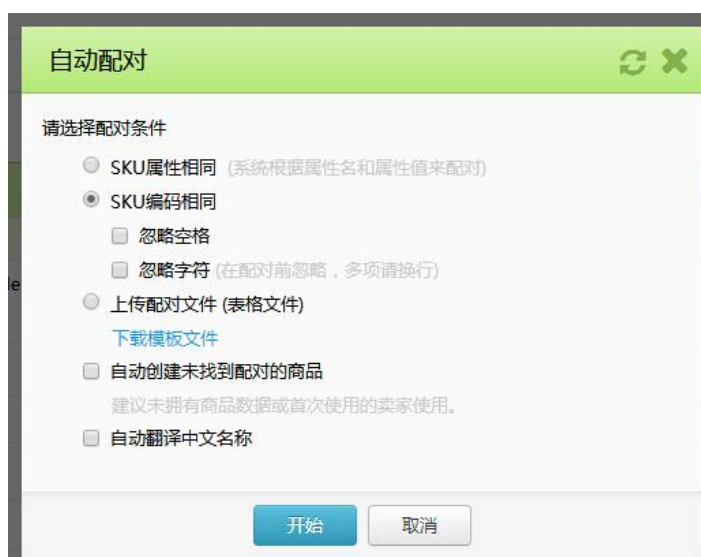 自动配对
请选择配对条件
SKU属性相同 (系统根据属性名和属性值来配对)
SKU编码相同
忽略空格
忽略字符 (在配对前忽略，多项请换行)
le
上传配对文件 (表格文件)
下载模板文件
自动创建未找到配对的商品
建议未拥有商品数据或首次使用的卖家使用。
自动翻译中文名称
开始 取消